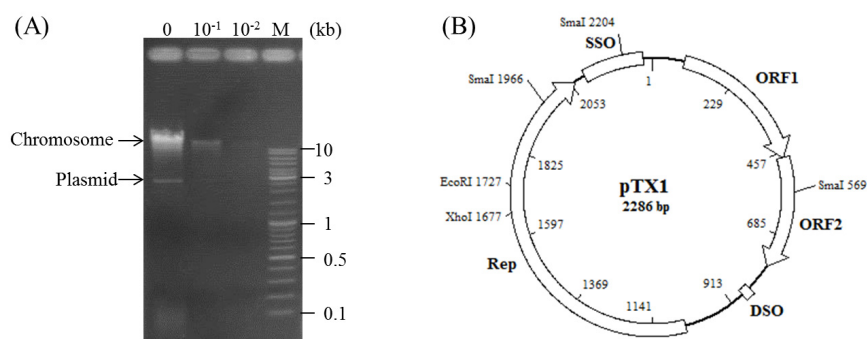 (A)
0 10-1 10-2 M (kb)
Chromosome
Plasmid
10
3
1
0.5
0.1
(B)
SmaI 2204
SSO
1
ORF1
SmaI 1966
2053
229
1825
457
EcoRI 1727
pTX1
2286 bp
SmaI 569
XhoI 1677
1597
685
ORF2
Rep
1369
913
1141
DSO